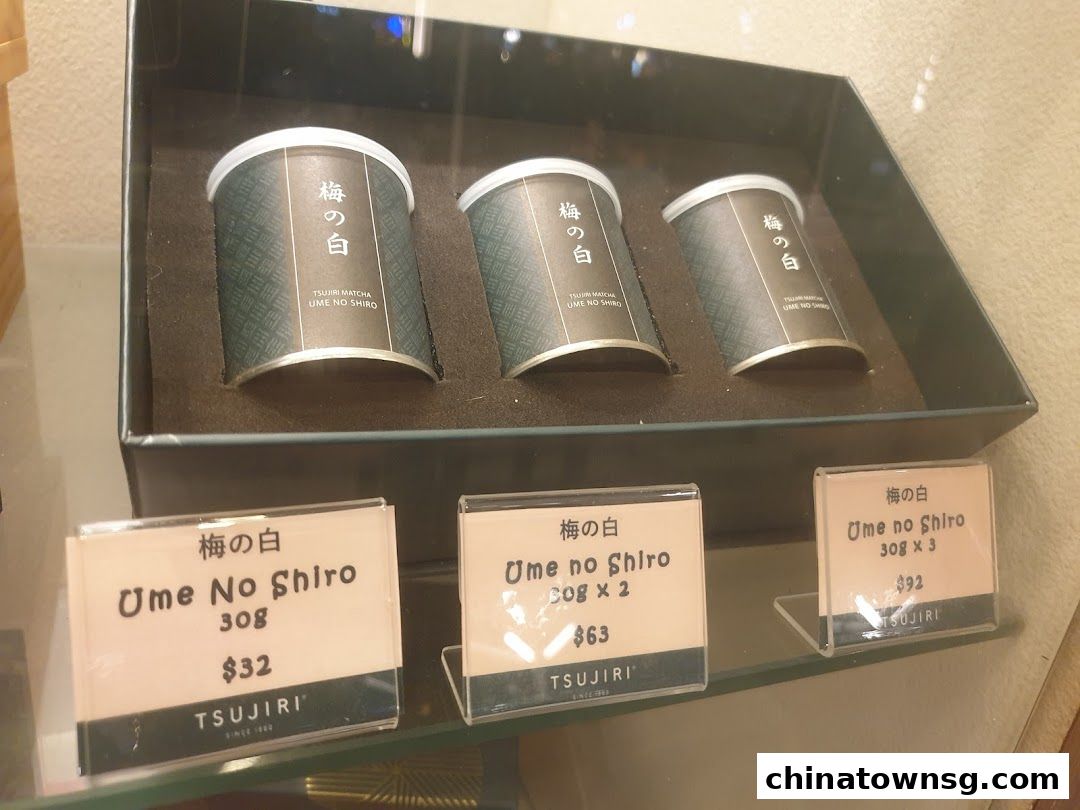 梅の白
TSUJIRI MATCHA
UME NO SHIRO
梅の白
TSUJIRI MATCHA
UME NO SHIRO
梅の白
TSUJIRI MATCHA
UME NO SHIRO
梅の白
Ume No Shiro
30g
$32
TSUJIRI
SINCE 1860
梅の白
Ume no Shiro
30g x 2
$63
TSUJIRI
SINCE 1860
梅の白
Ume no Shiro
30g x 3
$92
TSUJIRI
chinatownsg.com